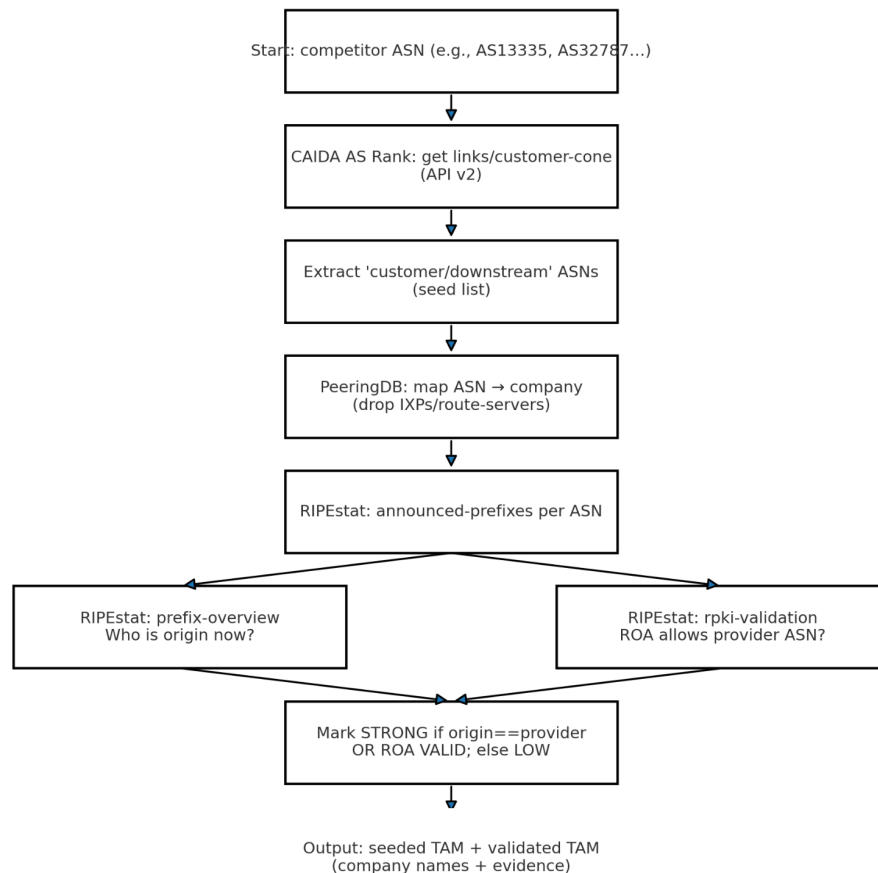 Start: competitor ASN (e.g., AS13335, AS32787…)
CAIDA AS Rank: get links/customer-cone
(API v2)
Extract 'customer/downstream' ASNs
(seed list)
PeeringDB: map ASN → company
(drop IXPs/route-servers)
RIPEstat: announced-prefixes per ASN
RIPEstat: prefix-overview
Who is origin now?
RIPEstat: rpki-validation
ROA allows provider ASN?
Mark STRONG if origin==provider
OR ROA VALID; else LOW
Output: seeded TAM + validated TAM
(company names + evidence)